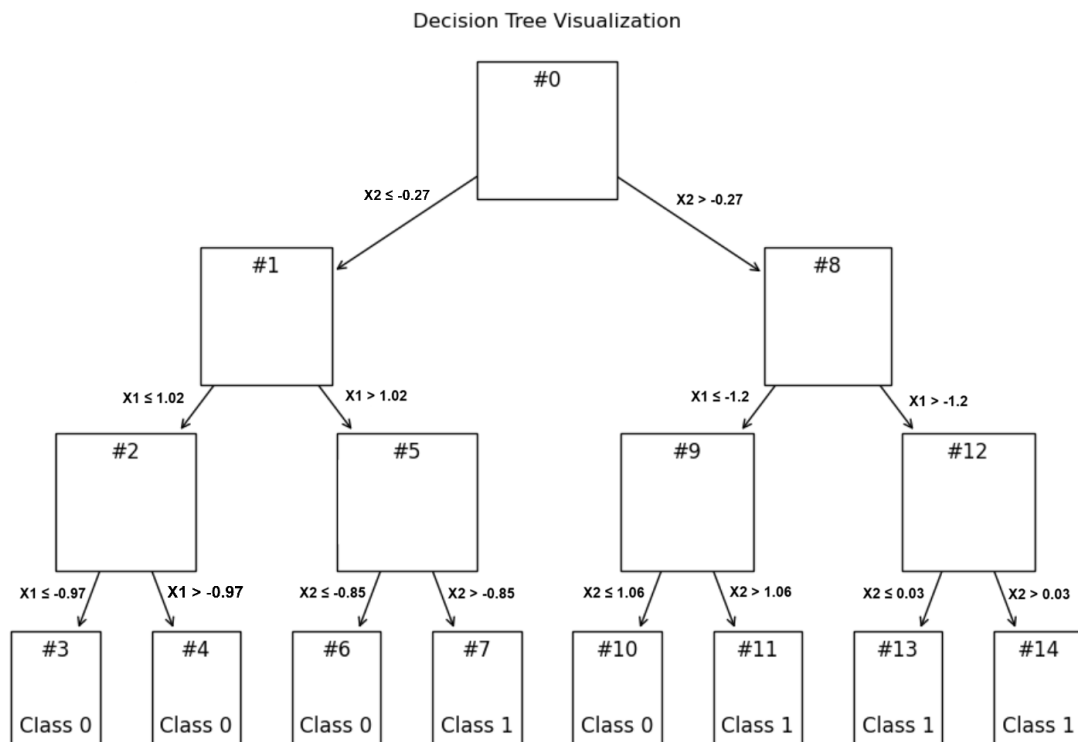 Decision Tree Visualization
#0
X2 ≤ -0.27
X2 > -0.27
#1
#8
X1 ≤ 1.02
X1 > 1.02
X1 ≤ -1.2
X1 > -1.2
#2
#5
#9
#12
X1 ≤ -0.97
X1 > -0.97
X2 ≤ -0.85
X2 > -0.85
X2 ≤ 1.06
X2 > 1.06
X2 ≤ 0.03
X2 > 0.03
#3
#4
#6
#7
#10
#11
#13
#14
Class 0
Class 0
Class 0
Class 1
Class 0
Class 1
Class 1
Class 1